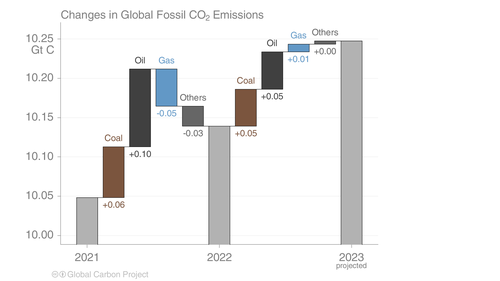 Changes in Global Fossil CO₂ Emissions
10.25
Gt C
10.20
10.15
10.10
10.05
10.00
Coal
+0.06
Oil
+0.10
Gas
-0.05
Others
-0.03
Coal
+0.05
Oil
+0.05
Gas
+0.01
Others
+0.00
2021
2022
2023
projected
Global Carbon Project